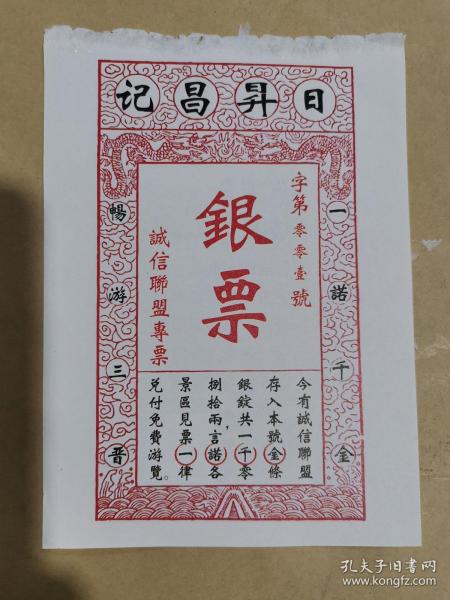 日昇昌记
一諾千金
字第零零壹號
銀票
誠信聯盟專票
暢游三晋
今有誠信聯盟
存入本號金條
銀錠共一千零
捌拾兩，言諾各
景區見票一律
兌付免費游覽。
孔夫子旧书网
www.kongfz.com